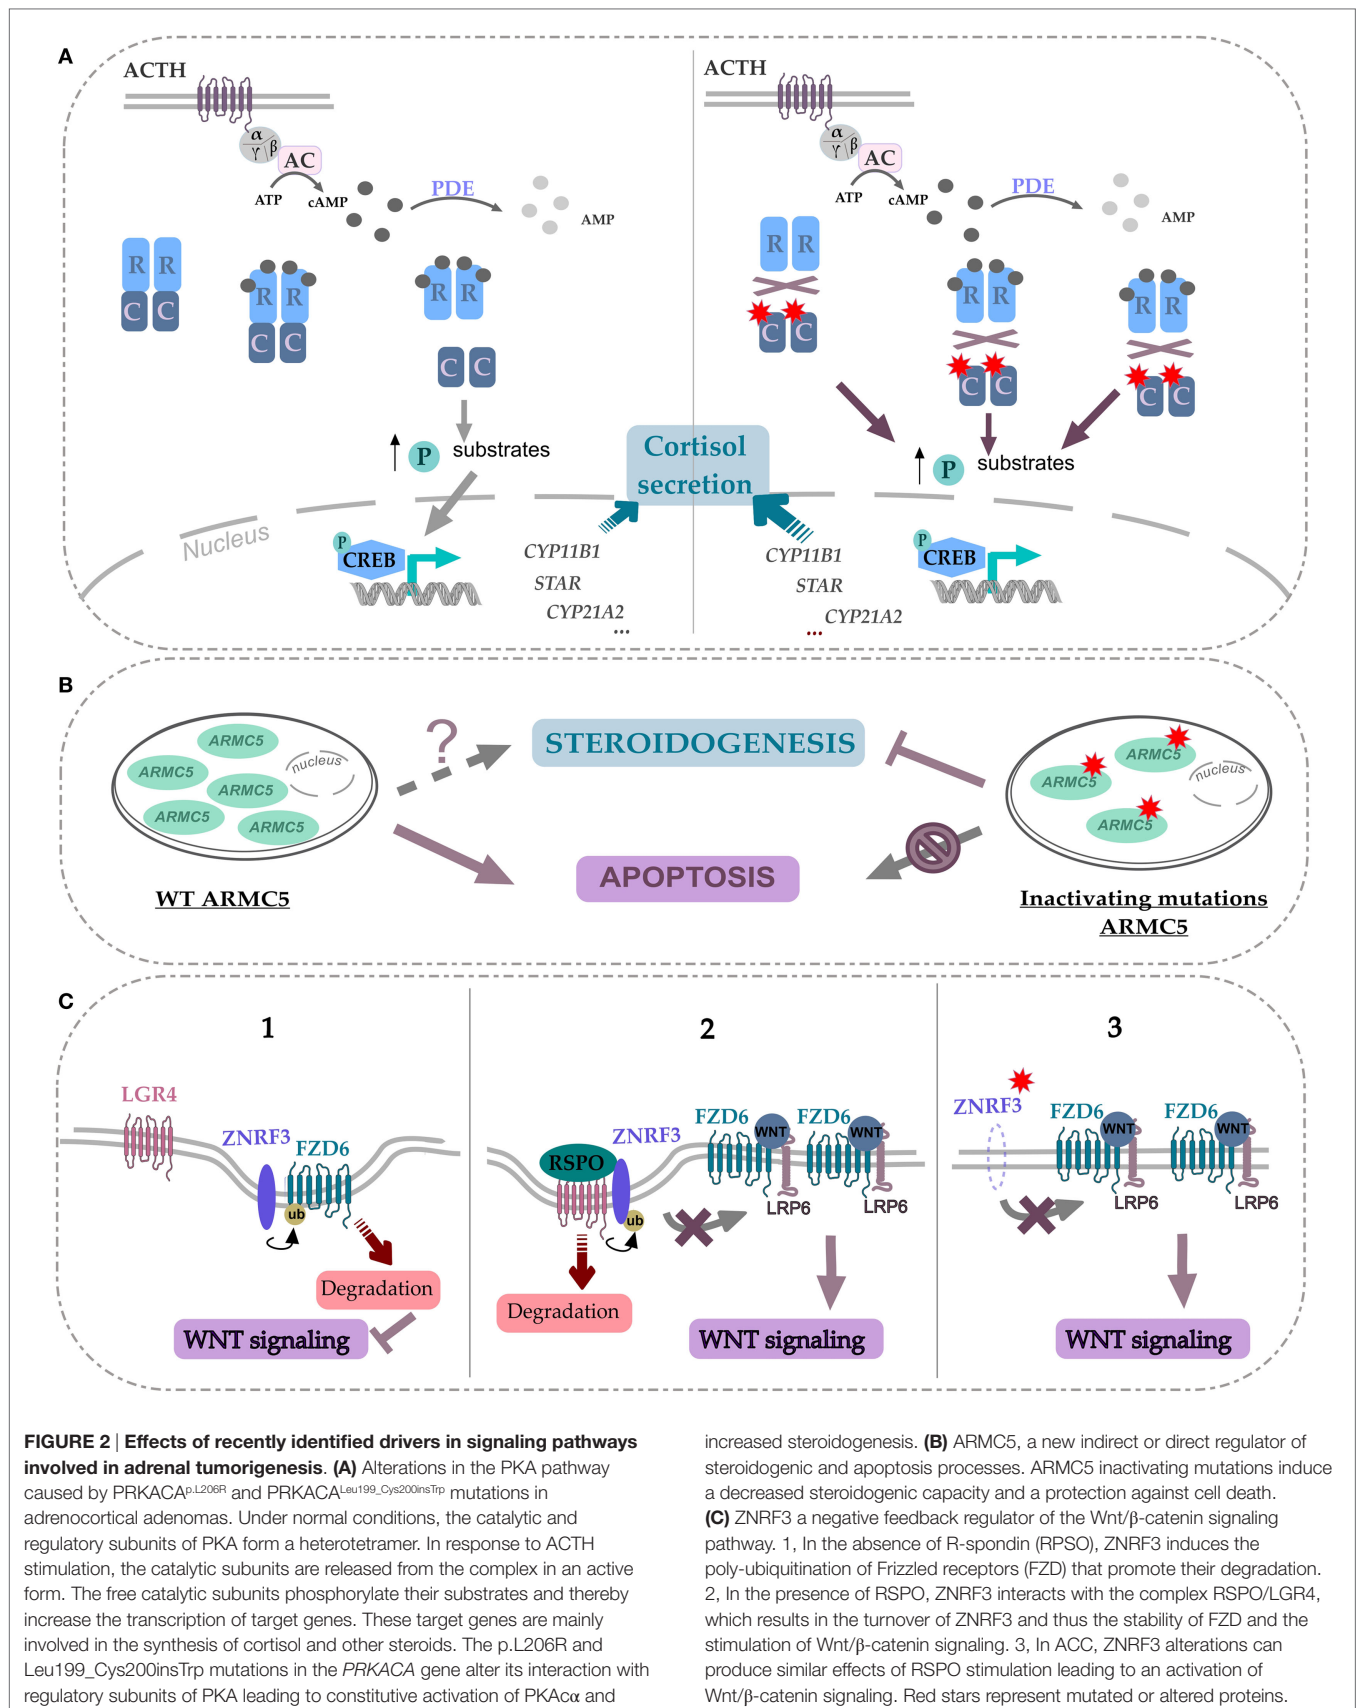 A
ACTH
α
γ
β
AC
ATP
cAMP
PDE
AMP
R R
C C
R R
C C
R R
C C
substrates
P
Nucleus
P
CREB
CYP11B1
STAR
CYP21A2
...
Cortisol
secretion
ACTH
α
γ
β
AC
ATP
cAMP
PDE
AMP
R R
C C
R R
C C
R R
C C
substrates
P
P
CREB
CYP11B1
STAR
CYP21A2
...
B
ARMC5
ARMC5
ARMC5
ARMC5
ARMC5
nucleus
WT ARMC5
?
STEROIDOGENESIS
APOPTOSIS
ARMC5
ARMC5
ARMC5
nucleus
Inactivating mutations
ARMC5
C
1
LGR4
ZNRF3
FZD6
ub
Degradation
WNT signaling
2
RSPO
ZNRF3
ub
Degradation
FZD6
WNT
LRP6
FZD6
WNT
LRP6
WNT signaling
3
ZNRF3
FZD6
WNT
LRP6
FZD6
WNT
LRP6
WNT signaling
FIGURE 2 | Effects of recently identified drivers in signaling pathways
involved in adrenal tumorigenesis. (A) Alterations in the PKA pathway
caused by PRKACAp.L206R and PRKACALeu199_Cys200insTrp mutations in
adrenocortical adenomas. Under normal conditions, the catalytic and
regulatory subunits of PKA form a heterotetramer. In response to ACTH
stimulation, the catalytic subunits are released from the complex in an active
form. The free catalytic subunits phosphorylate their substrates and thereby
increase the transcription of target genes. These target genes are mainly
involved in the synthesis of cortisol and other steroids. The p.L206R and
Leu199_Cys200insTrp mutations in the PRKACA gene alter its interaction with
regulatory subunits of PKA leading to constitutive activation of PKAcα and
increased steroidogenesis. (B) ARMC5, a new indirect or direct regulator of
steroidogenic and apoptosis processes. ARMC5 inactivating mutations induce
a decreased steroidogenic capacity and a protection against cell death.
(C) ZNRF3 a negative feedback regulator of the Wnt/β-catenin signaling
pathway. 1, In the absence of R-spondin (RPSO), ZNRF3 induces the
poly-ubiquitination of Frizzled receptors (FZD) that promote their degradation.
2, In the presence of RSPO, ZNRF3 interacts with the complex RSPO/LGR4,
which results in the turnover of ZNRF3 and thus the stability of FZD and the
stimulation of Wnt/β-catenin signaling. 3, In ACC, ZNRF3 alterations can
produce similar effects of RSPO stimulation leading to an activation of
Wnt/β-catenin signaling. Red stars represent mutated or altered proteins.